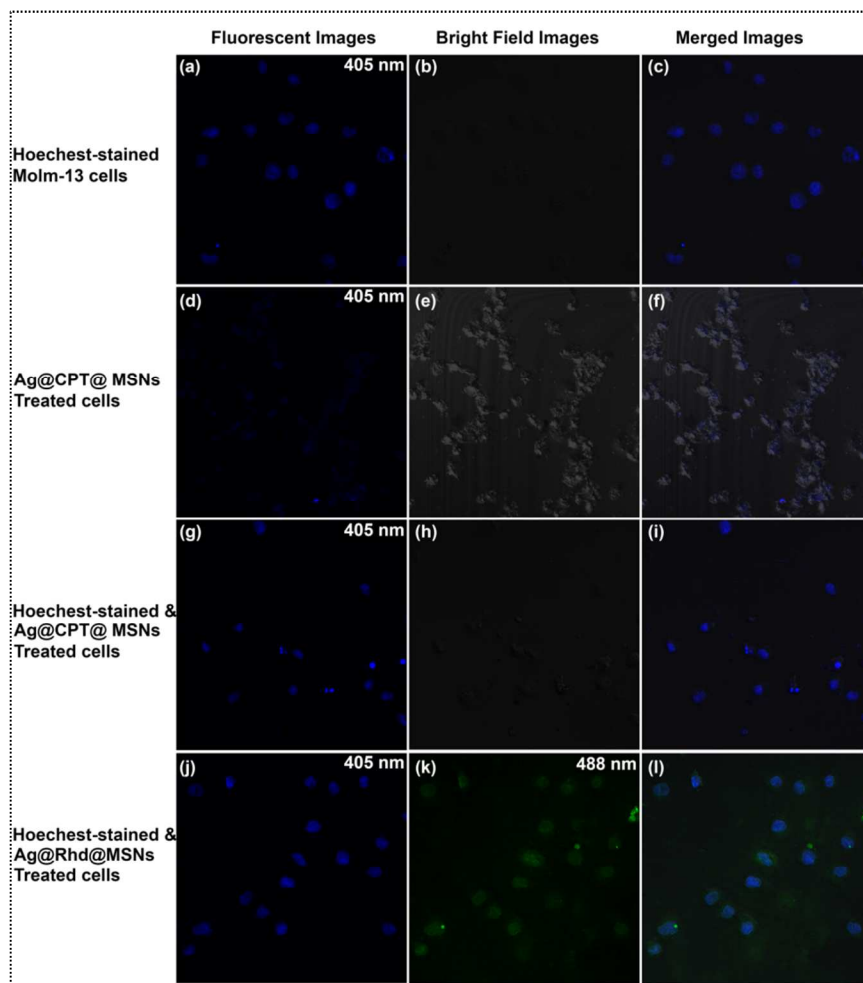 Fluorescent Images Bright Field Images Merged Images
(a) 405 nm (b) (c)
Hoechest-stained
Molm-13 cells
(d) 405 nm (e) (f)
Ag@CPT@ MSNs
Treated cells
(g) 405 nm (h) (i)
Hoechest-stained &
Ag@CPT@ MSNs
Treated cells
(j) 405 nm (k) 488 nm (l)
Hoechest-stained &
Ag@Rhd@MSNs
Treated cells